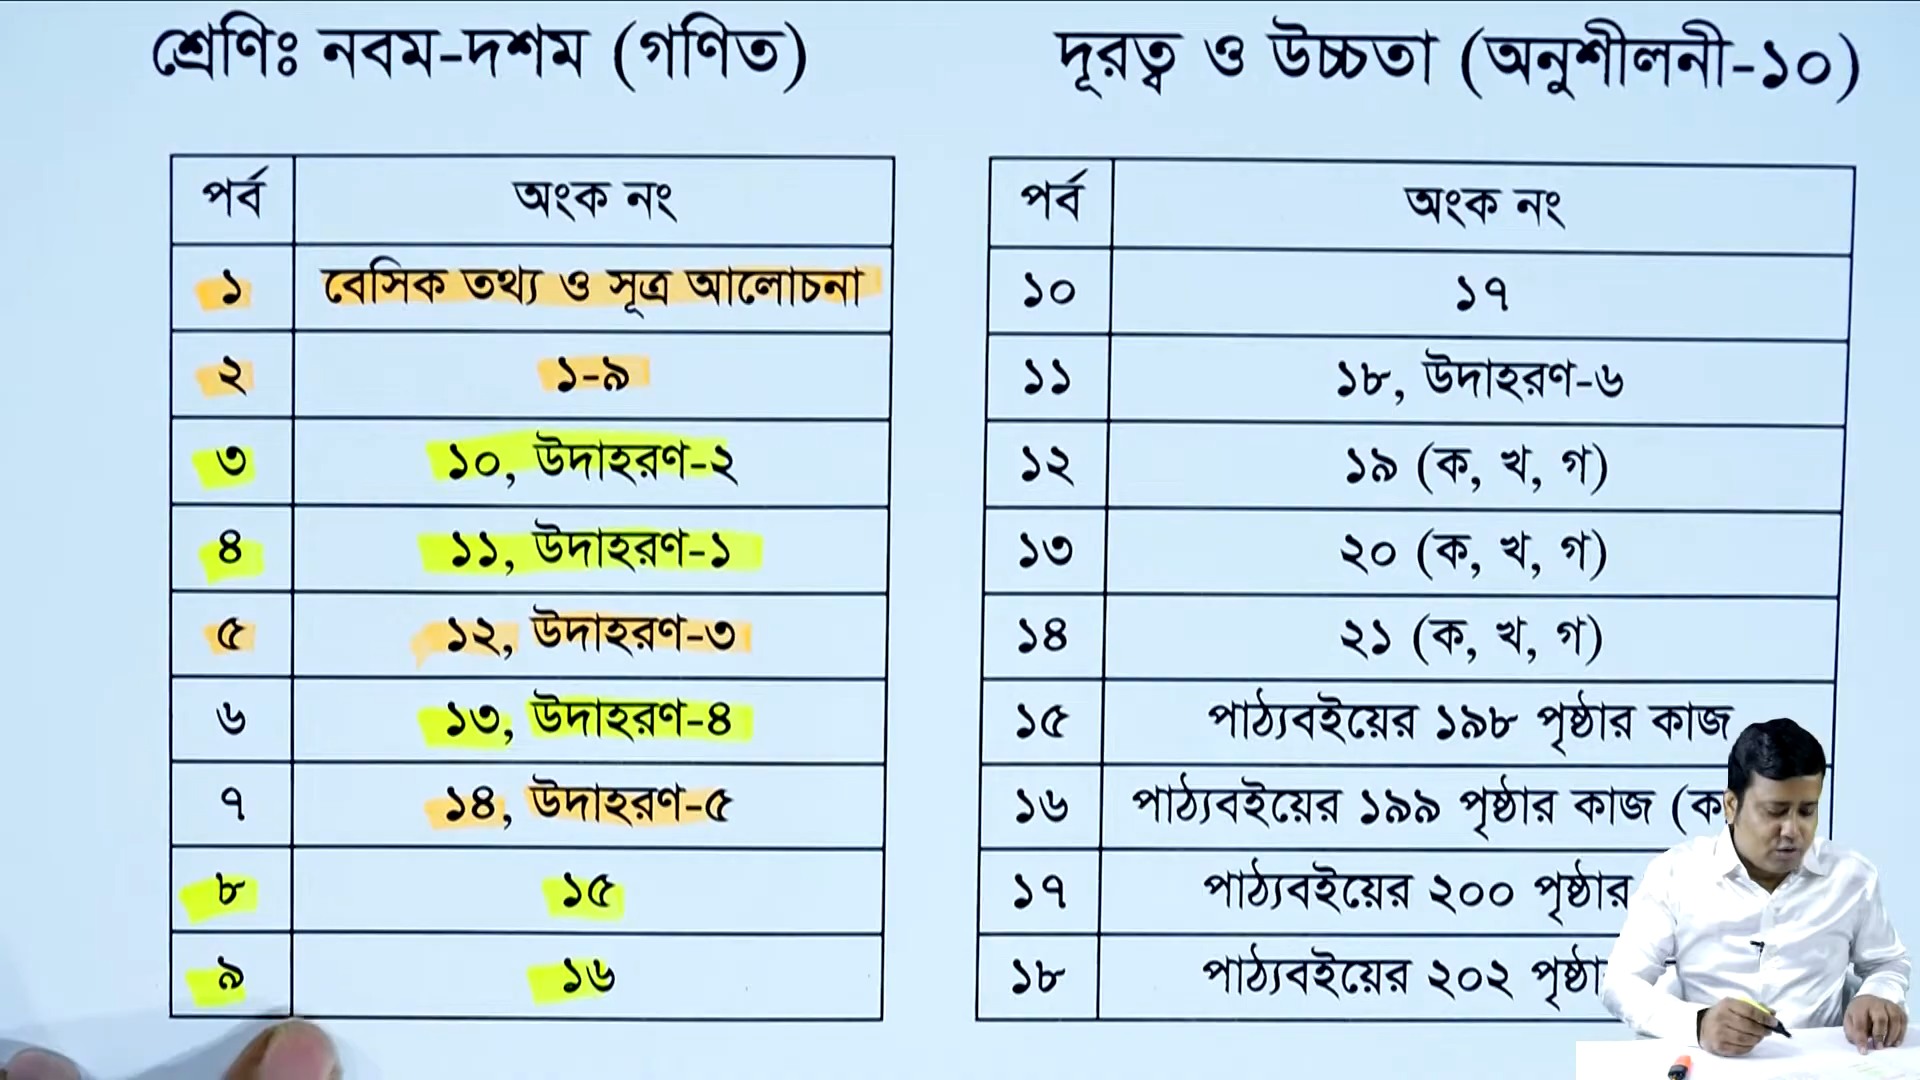 শ্রেণিঃ নবম-দশম (গণিত)
দূরত্ব ও উচ্চতা (অনুশীলনী-১০)
পর্ব অংক নং
১ বেসিক তথ্য ও সূত্র আলোচনা
২ ১-৯
৩ ১০, উদাহরণ-২
৪ ১১, উদাহরণ-১
৫ ১২, উদাহরণ-৩
৬ ১৩, উদাহরণ-৪
৭ ১৪, উদাহরণ-৫
৮ ১৫
৯ ১৬
পর্ব অংক নং
১০ ১৭
১১ ১৮, উদাহরণ-৬
১২ ১৯ (ক, খ, গ)
১৩ ২০ (ক, খ, গ)
১৪ ২১ (ক, খ, গ)
১৫ পাঠ্যবইয়ের ১৯৮ পৃষ্ঠার কাজ
১৬ পাঠ্যবইয়ের ১৯৯ পৃষ্ঠার কাজ (ক
১৭ পাঠ্যবইয়ের ২০০ পৃষ্ঠার
১৮ পাঠ্যবইয়ের ২০২